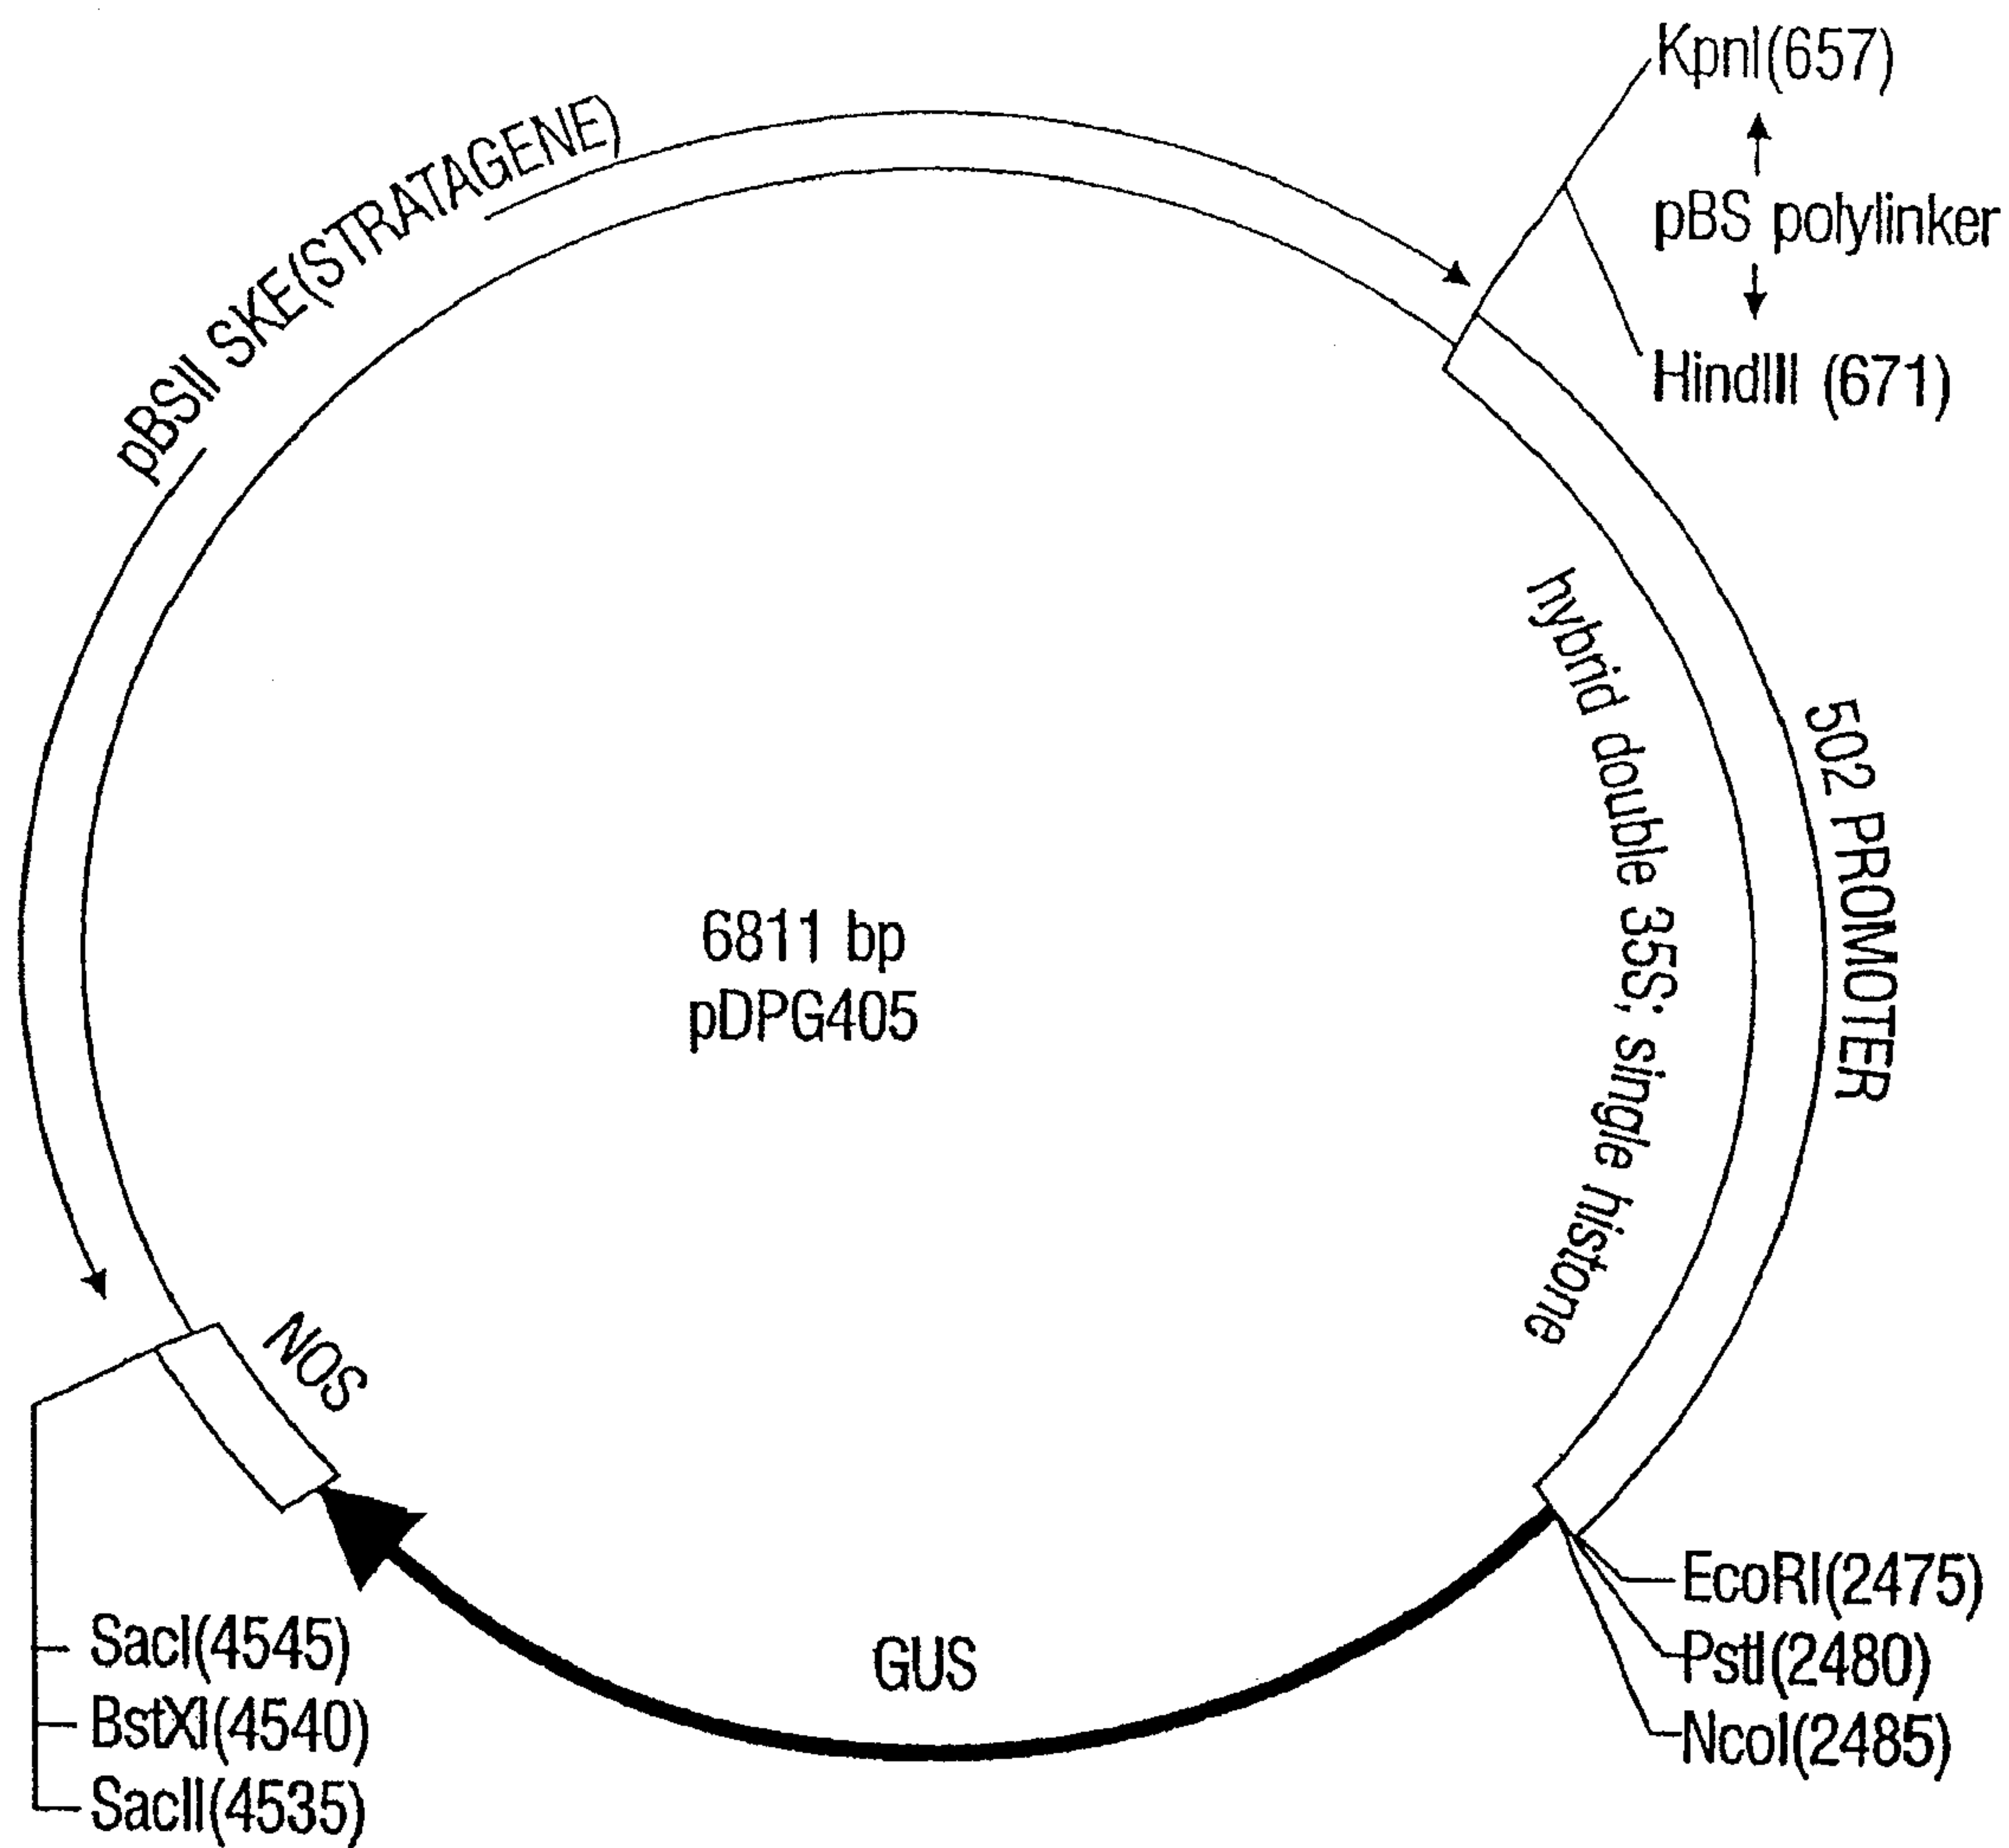 KpnI(657)
pBS polylinker
HindIII (671)
pBSII SKE(STRATAGENE)
502 PROMOTER
hybrid double 35S; single histone
6811 bp
pDPG405
NOS
GUS
EcoRI(2475)
PstI(2480)
NcoI(2485)
SacI(4545)
BstXI(4540)
SacII(4535)